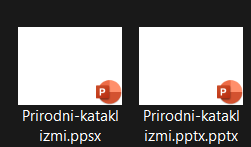 Prirodni-katakl
izmi.ppsx
Prirodni-katakl
izmi.pptx.pptx